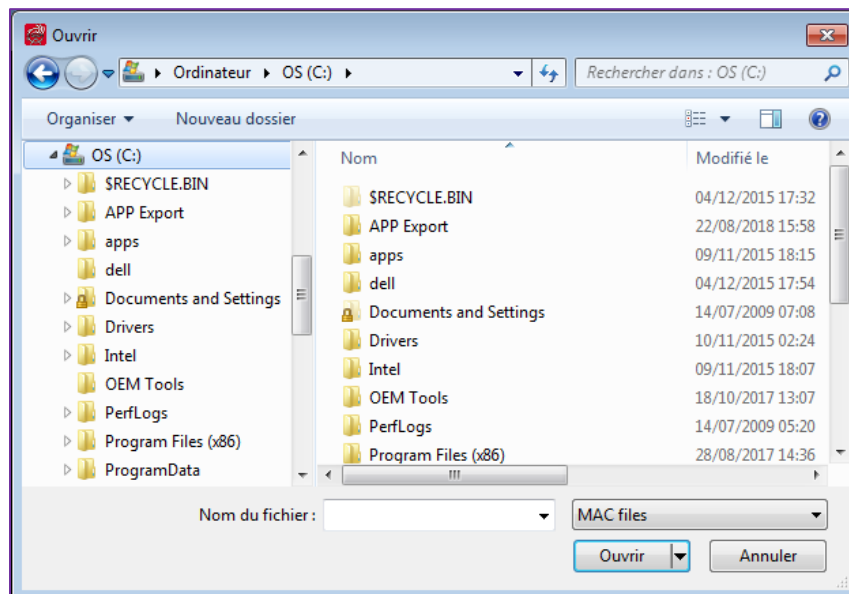 Ouvrir
Ordinateur OS (C:)
Rechercher dans : OS (C:)
Organiser
Nouveau dossier
OS (C:)
$RECYCLE.BIN
APP Export
apps
dell
Documents and Settings
Drivers
Intel
OEM Tools
PerfLogs
Program Files (x86)
ProgramData
Nom Modifié le
$RECYCLE.BIN 04/12/2015 17:32
APP Export 22/08/2018 15:58
apps 09/11/2015 18:15
dell 04/12/2015 17:54
Documents and Settings 14/07/2009 07:08
Drivers 10/11/2015 02:24
Intel 09/11/2015 18:07
OEM Tools 18/10/2017 13:07
PerfLogs 14/07/2009 05:20
Program Files (x86) 28/08/2017 14:36
Nom du fichier :
MAC files
Ouvrir
Annuler